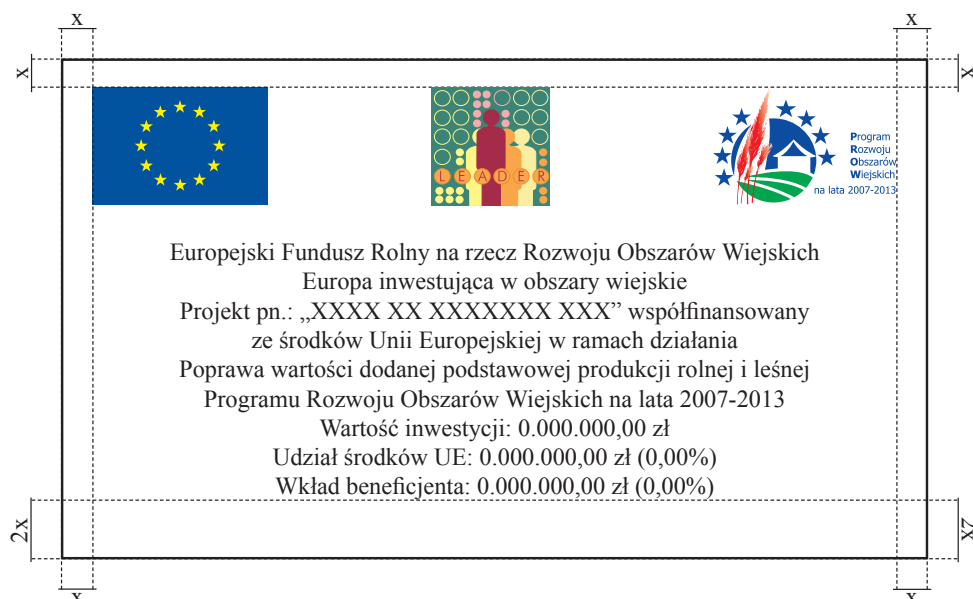 x x
x x
LEADER
Program
Rozwoju
Obszarów
Wiejskich
na lata 2007-2013
Europejski Fundusz Rolny na rzecz Rozwoju Obszarów Wiejskich
Europa inwestująca w obszary wiejskie
Projekt pn.: „XXXX XX XXXXXXX XXX” współfinansowany
ze środków Unii Europejskiej w ramach działania
Poprawa wartości dodanej podstawowej produkcji rolnej i leśnej
Programu Rozwoju Obszarów Wiejskich na lata 2007-2013
Wartość inwestycji: 0.000.000,00 zł
Udział środków UE: 0.000.000,00 zł (0,00%)
Wkład beneficjenta: 0.000.000,00 zł (0,00%)
2x 2x
x x